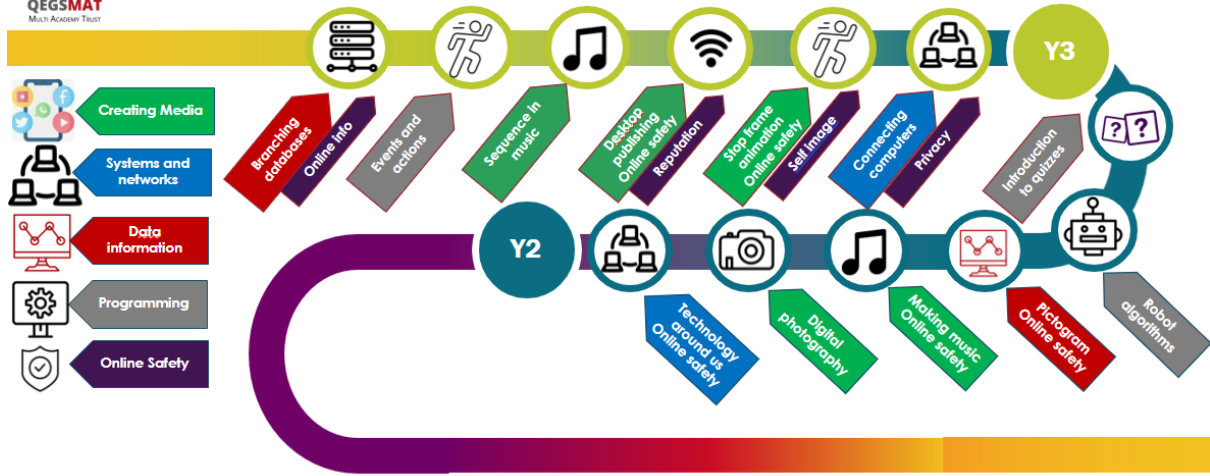 QEGSMAT
MULTI ACADEMY TRUST
Y3
Creating Media
Systems and
networks
Data
information
Programming
Online Safety
Branching
databases
Online info
Events and
actions
Sequence in
music
Desktop
publishing
Online safety
Reputation
Stop frame
animation
Online safety
Self image
Connecting
computers
Privacy
Introduction
to quizzes
? ?
Y2
Technology
around us
Online safety
Digital
photography
Making music
Online safety
Pictogram
Online safety
Robot
algorithms